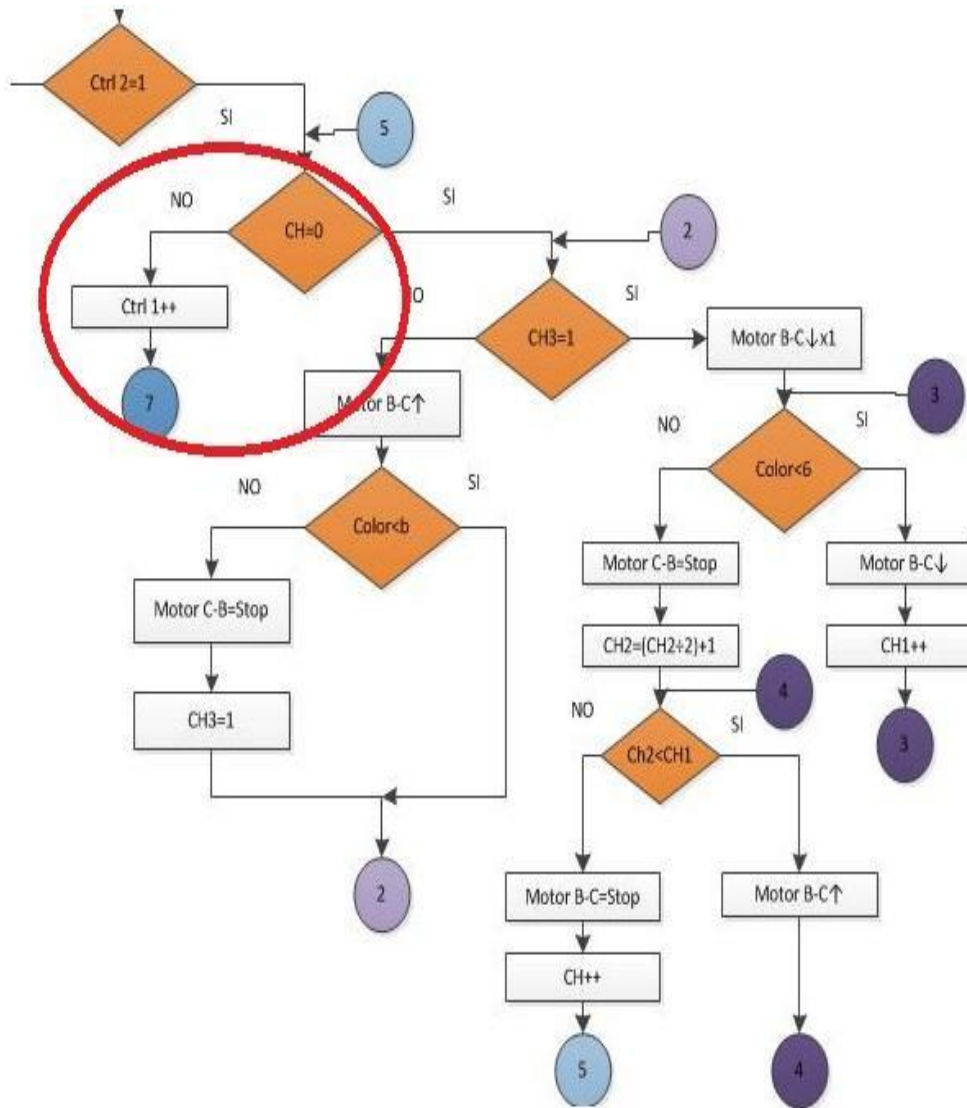 Ctrl 2=1
SI
5
NO
CH=0
SI
2
Ctrl 1++
NO
CH3=1
SI
Motor B-C↓x1
7
Motor B-C↑
3
NO
Color<6
SI
NO
Color<b
SI
Motor C-B=Stop
Motor C-B=Stop
Motor B-C↓
CH2=(CH2÷2)+1
CH1++
4
CH3=1
NO
Ch2<CH1
SI
3
2
Motor B-C=Stop
Motor B-C↑
CH++
5
4